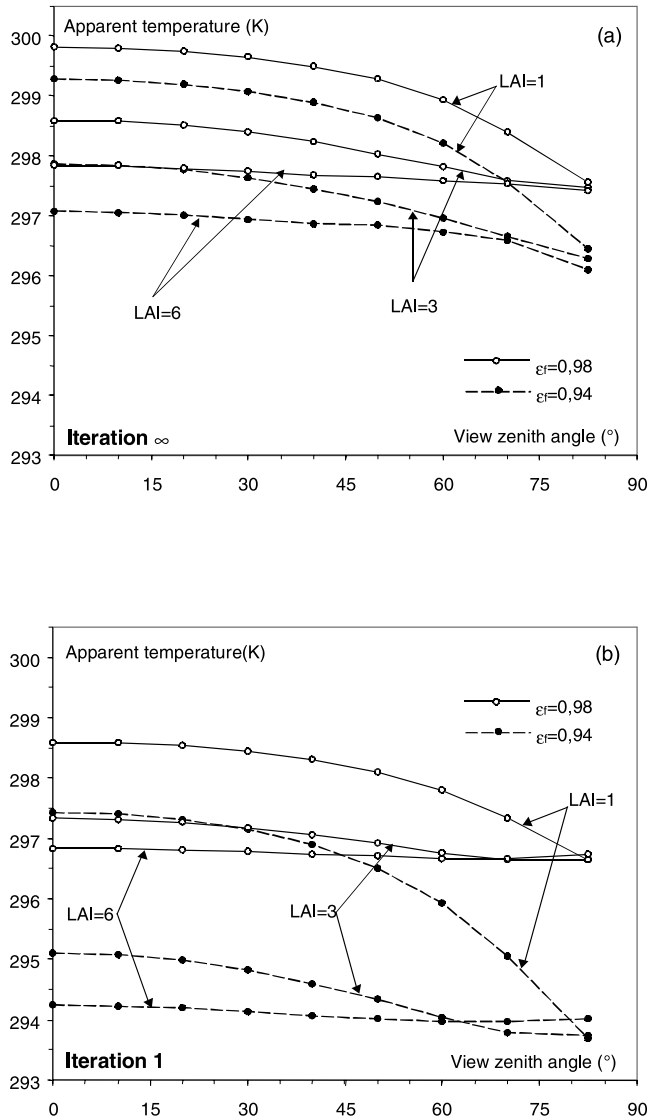 Apparent temperature (K)
(a)
300
299
298
297
296
295
294
293
LAI=1
LAI=6
LAI=3
εf=0,98
εf=0,94
Iteration ∞
View zenith angle (°)
0 15 30 45 60 75 90
Apparent temperature(K)
(b)
300
299
298
297
296
295
294
293
εf=0,98
εf=0,94
LAI=1
LAI=6
LAI=3
Iteration 1
View zenith angle (°)
0 15 30 45 60 75 90